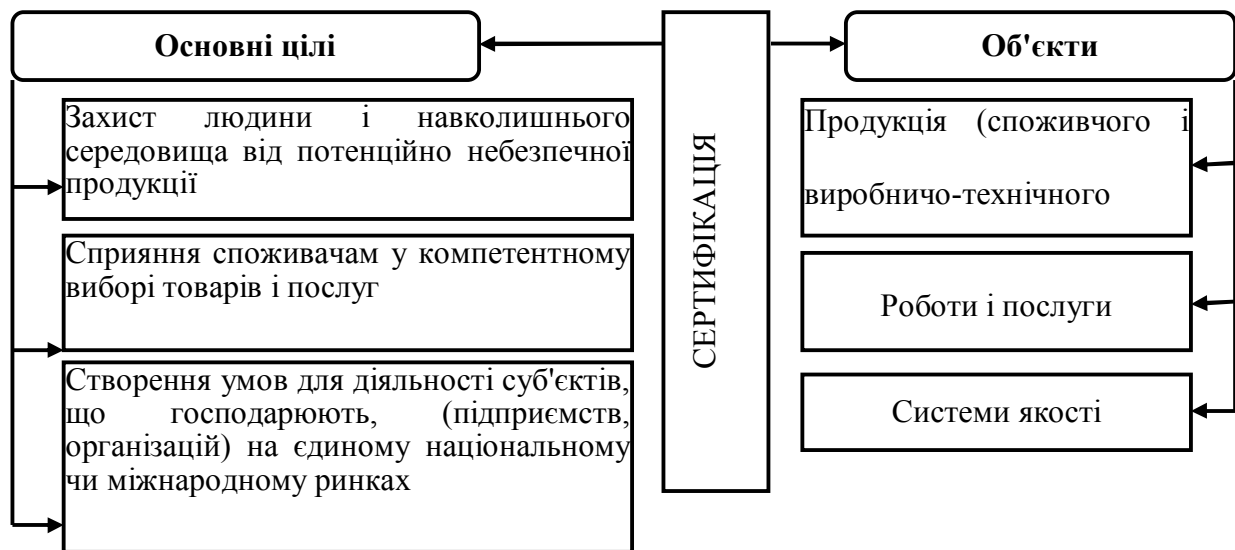 Основні цілі
Захист людини і навколишнього
середовища від потенційно небезпечної
продукції
Сприяння споживачам у компетентному
виборі товарів і послуг
Створення умов для діяльності суб'єктів,
що господарюють, (підприємств,
організацій) на єдиному національному
чи міжнародному ринках
СЕРТИФІКАЦІЯ
Об'єкти
Продукція (споживчого і
виробничо-технічного
Роботи і послуги
Системи якості